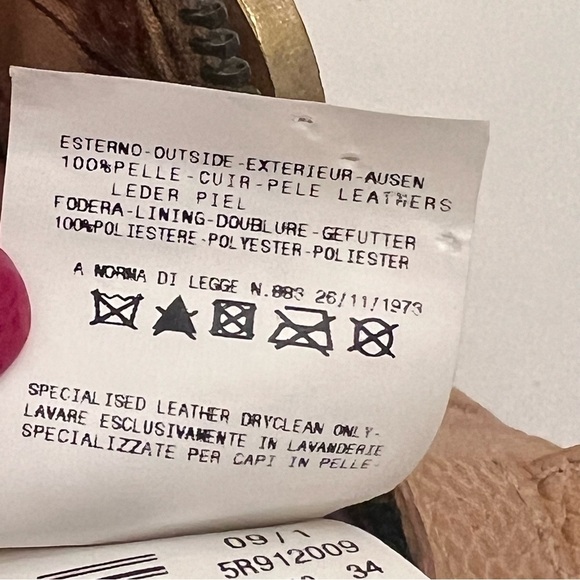 ESTERNO-OUTSIDE-EXTERIEUR-AUSEN
100%PELLE-CUIR-PELE LEATHERS
LEDER PIEL
FODERA-LINING-DOUBLURE-GEFUTTER
100%POLIESTERE-POLYESTER-POLIESTER
A NORMA DI LEGGE N.883 26/11/1973
SPECIALISED LEATHER DRYCLEAN ONLY-
LAVARE ESCLUSIVAMENTE IN LAVANDERIE
SPECIALIZZATE PER CAPI IN PELLE-
09/1
5R912009
34